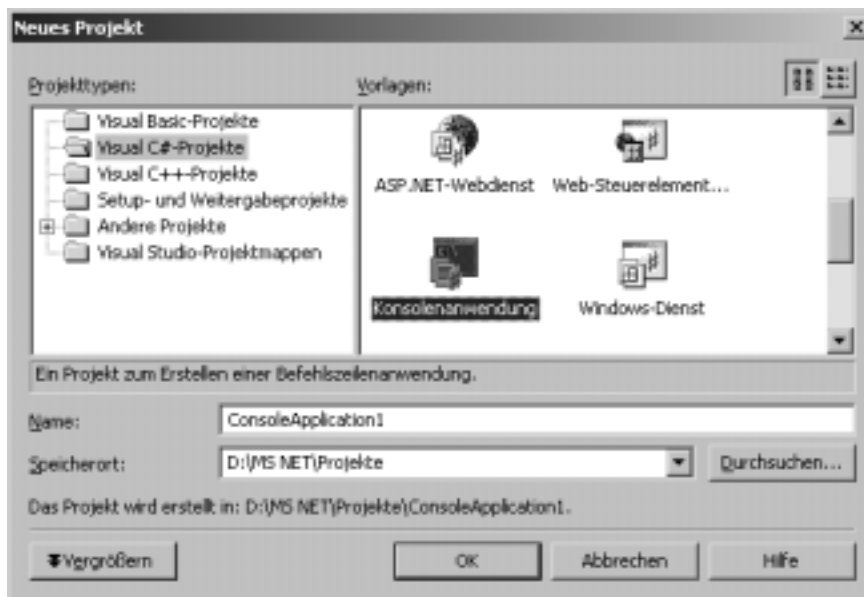 Neues Projekt
Projekttypen:
Vorlagen:
Visual Basic-Projekte
Visual C#-Projekte
Visual C++-Projekte
Setup- und Weitergabeprojekte
Andere Projekte
Visual Studio-Projektmappen
ASP.NET-Webdienst
Web-Steuerelement...
Konsolenanwendung
Windows-Dienst
Ein Projekt zum Erstellen einer Befehlszeilenanwendung.
Name:
ConsoleApplication1
Speicherort:
D:\MS NET\Projekte
Durchsuchen...
Das Projekt wird erstellt in: D:\MS NET\Projekte\ConsoleApplication1.
Vergrößern
OK
Abbrechen
Hilfe